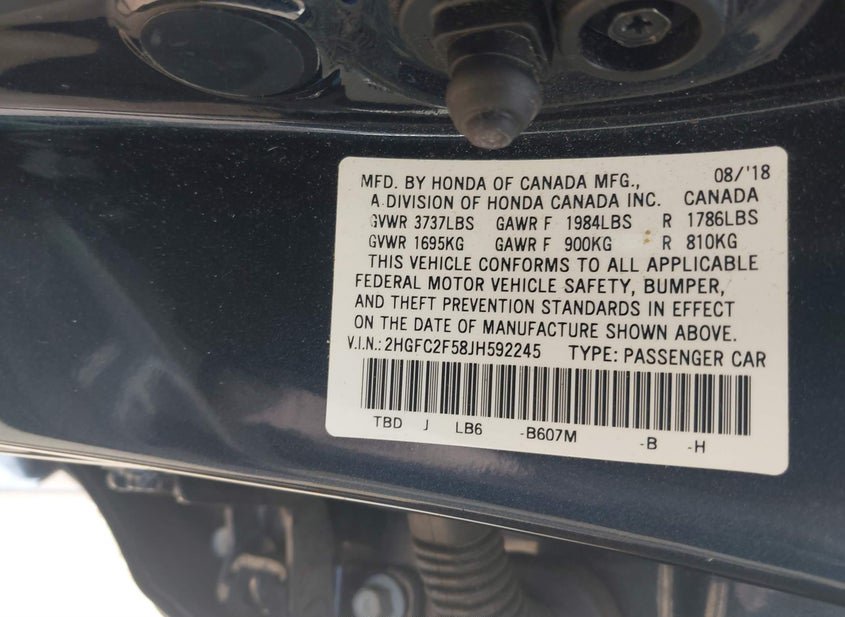 MFD. BY HONDA OF CANADA MFG., 08/'18
A DIVISION OF HONDA CANADA INC. CANADA
GVWR 3737LBS GAWR F 1984LBS R 1786LBS
GVWR 1695KG GAWR F 900KG R 810KG
THIS VEHICLE CONFORMS TO ALL APPLICABLE
FEDERAL MOTOR VEHICLE SAFETY, BUMPER,
AND THEFT PREVENTION STANDARDS IN EFFECT
ON THE DATE OF MANUFACTURE SHOWN ABOVE.
V.I.N.: 2HGFC2F58JH592245 TYPE: PASSENGER CAR
TBD J LB6 -B607M -B -H